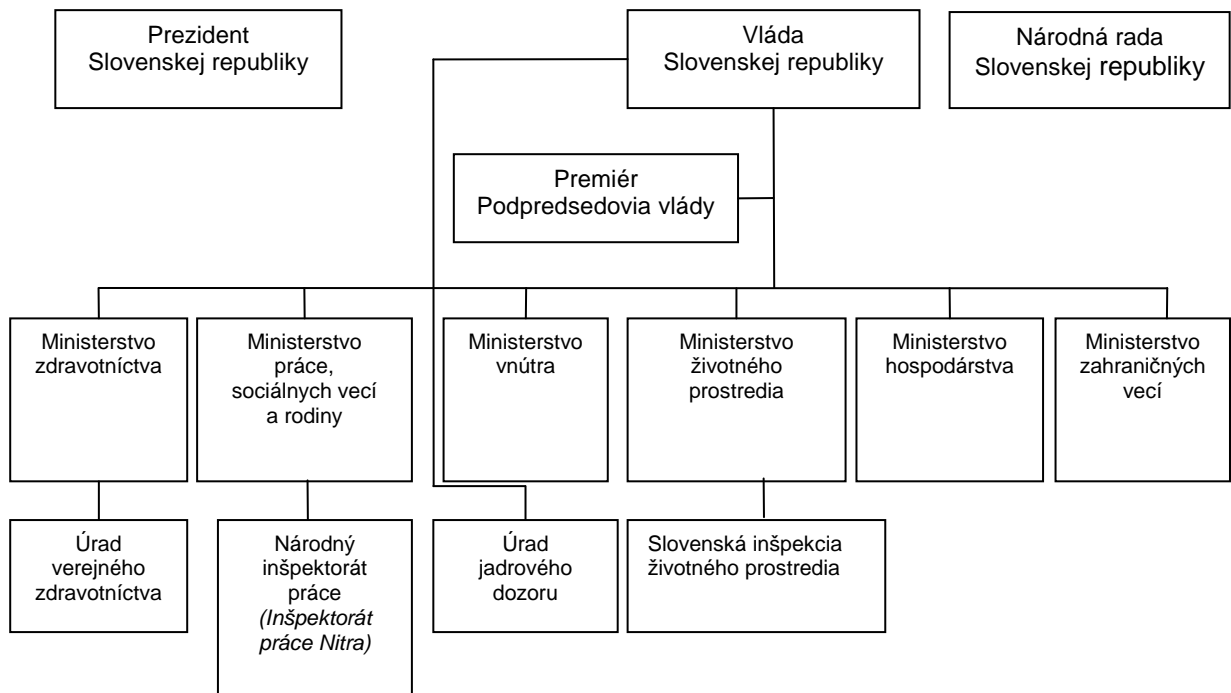 Prezident
Slovenskej republiky
Vláda
Slovenskej republiky
Národná rada
Slovenskej republiky
Premiér
Podpredsedovia vlády
Ministerstvo
zdravotníctva
Ministerstvo
práce,
sociálnych vecí
a rodiny
Ministerstvo
vnútra
Ministerstvo
životného
prostredia
Ministerstvo
hospodárstva
Ministerstvo
zahraničných
vecí
Úrad
verejného
zdravotníctva
Národný
inšpektorát
práce
(Inšpektorát
práce Nitra)
Úrad
jadrového
dozoru
Slovenská inšpekcia
životného prostredia